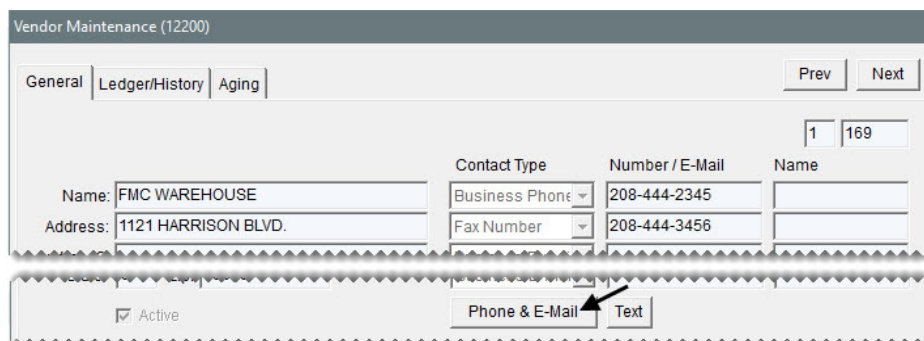 Vendor Maintenance (12200)
General Ledger/History Aging Prev Next
1 169
Contact Type Number / E-Mail Name
Name: FMC WAREHOUSE Business Phone 208-444-2345
Address: 1121 HARRISON BLVD. Fax Number 208-444-3456
Active Phone & E-Mail Text